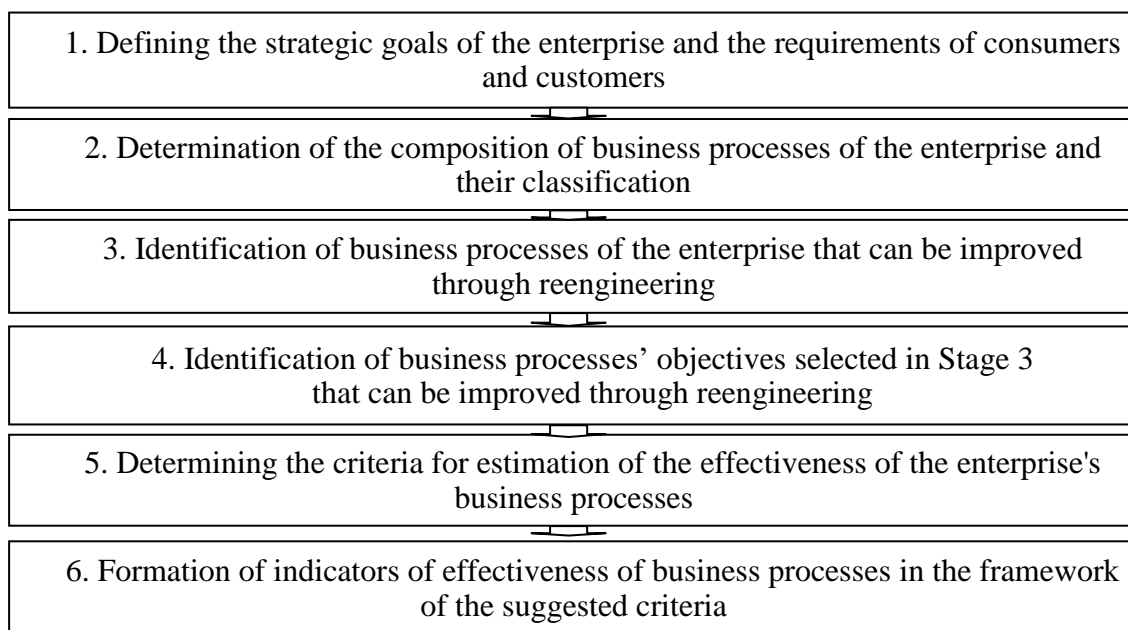 1. Defining the strategic goals of the enterprise and the requirements of consumers
and customers
2. Determination of the composition of business processes of the enterprise and
their classification
3. Identification of business processes of the enterprise that can be improved
through reengineering
4. Identification of business processes’ objectives selected in Stage 3
that can be improved through reengineering
5. Determining the criteria for estimation of the effectiveness of the enterprise's
business processes
6. Formation of indicators of effectiveness of business processes in the framework
of the suggested criteria